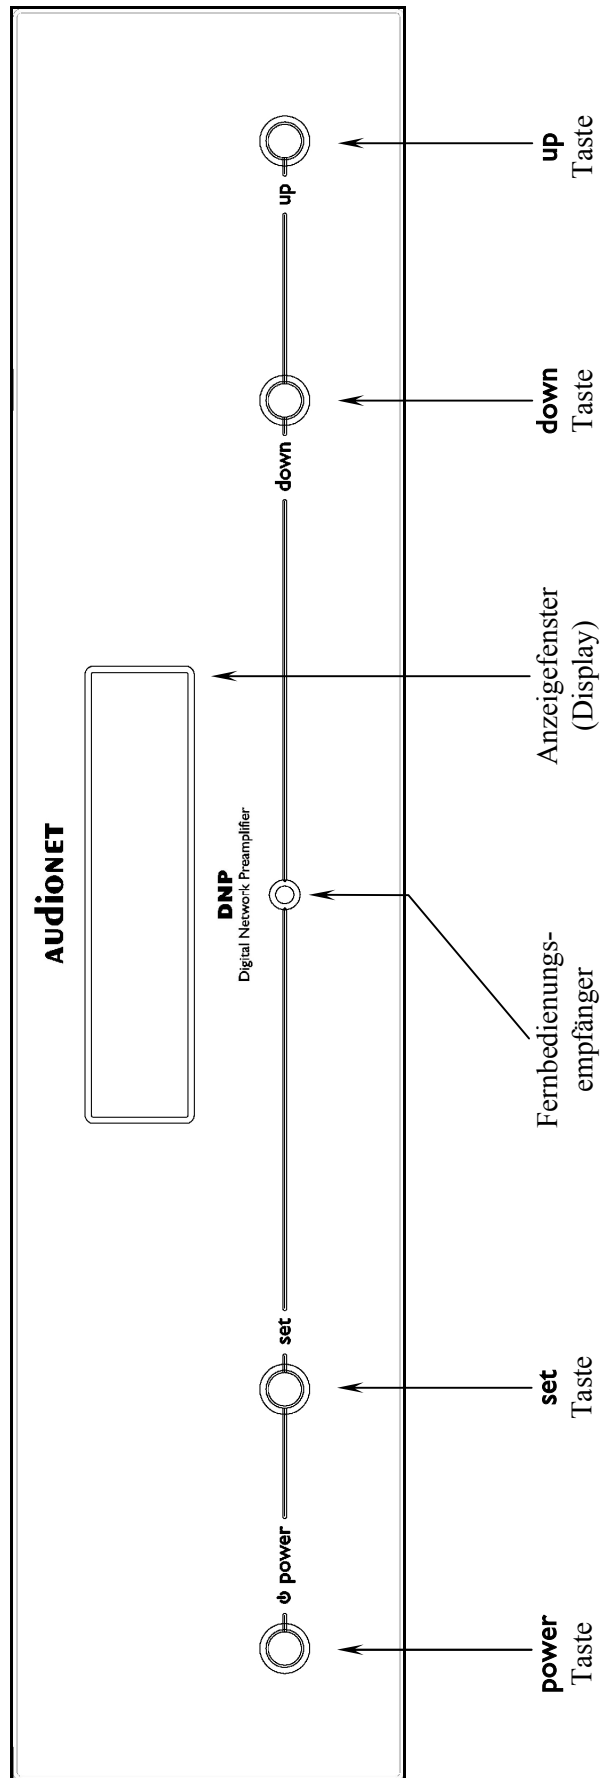 AUDIONET
DNP
Digital Network Preamplifier
power
set
down
up
power
Taste
set
Taste
Fernbedienungs-
empfänger
Anzeigefenster
(Display)
down
Taste
up
Taste